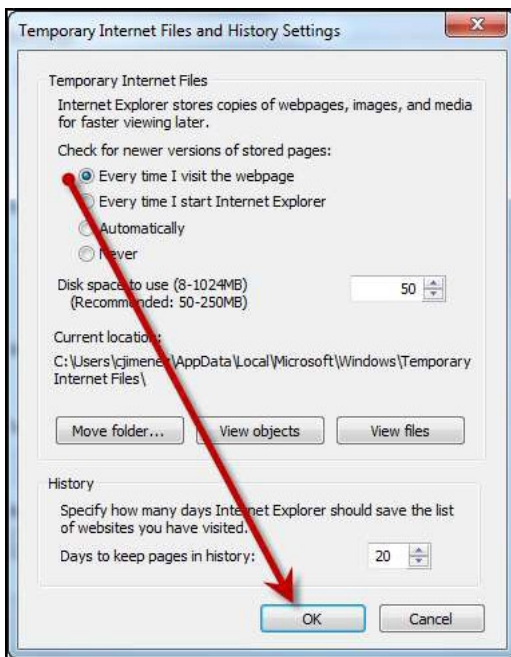 Temporary Internet Files and History Settings
Temporary Internet Files
Internet Explorer stores copies of webpages, images, and media
for faster viewing later.
Check for newer versions of stored pages:
Every time I visit the webpage
Every time I start Internet Explorer
Automatically
Never
Disk space to use (8-1024MB)
50
(Recommended: 50-250MB)
Current location:
C:\Users\cjimenez\AppData\Local\Microsoft\Windows\Temporary
Internet Files\
Move folder... View objects View files
History
Specify how many days Internet Explorer should save the list
of websites you have visited.
Days to keep pages in history: 20
OK Cancel